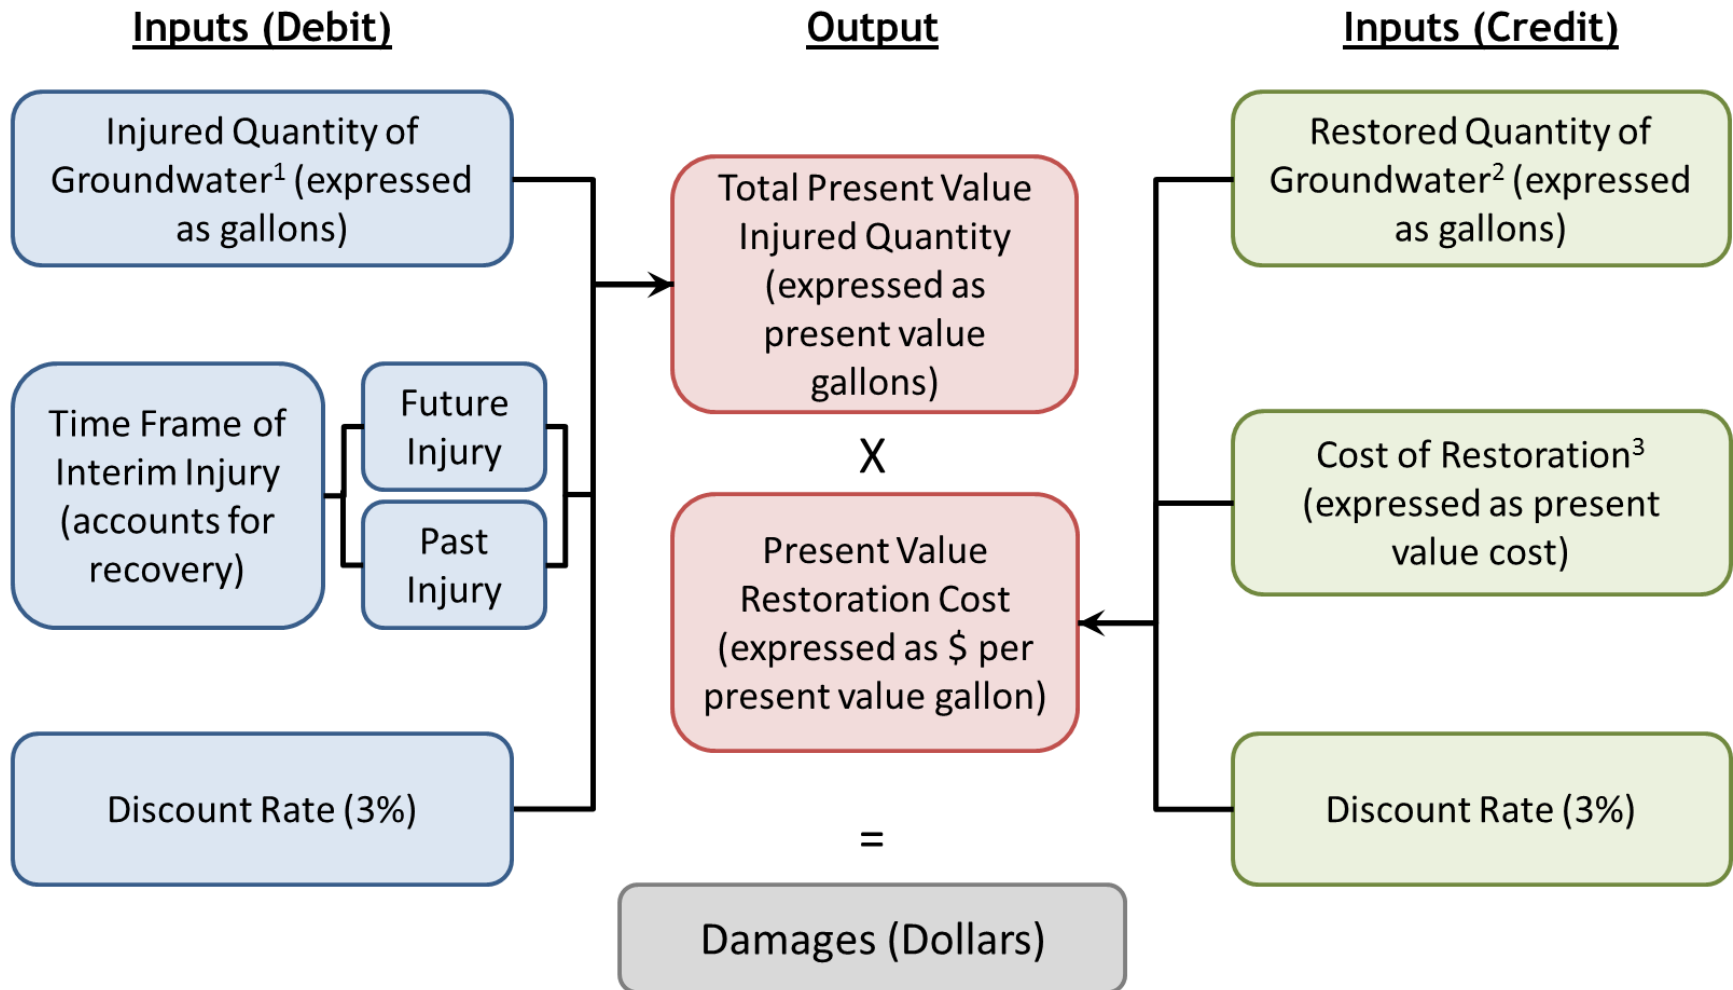 Inputs (Debit)
Injured Quantity of
Groundwater¹ (expressed
as gallons)
Time Frame of
Interim Injury
(accounts for
recovery)
Future
Injury
Past
Injury
Discount Rate (3%)
Output
Total Present Value
Injured Quantity
(expressed as
present value
gallons)
X
Present Value
Restoration Cost
(expressed as $ per
present value gallon)
=
Damages (Dollars)
Inputs (Credit)
Restored Quantity of
Groundwater² (expressed
as gallons)
Cost of Restoration³
(expressed as present
value cost)
Discount Rate (3%)